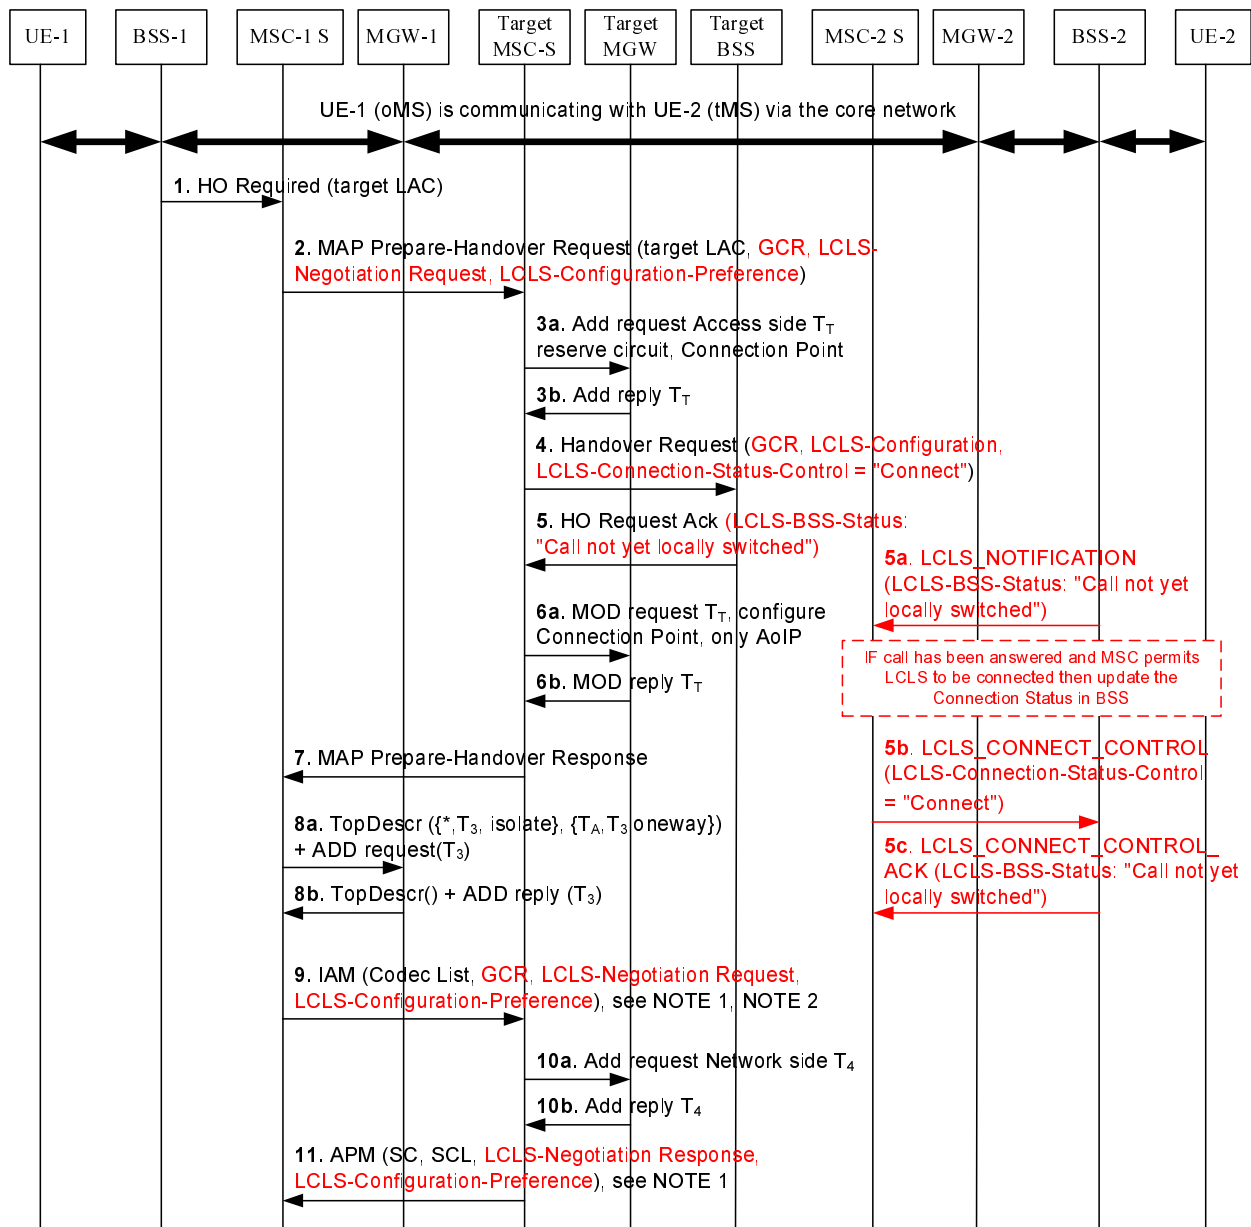 UE-1
BSS-1
MSC-1 S
MGW-1
Target
MSC-S
Target
MGW
Target
BSS
MSC-2 S
MGW-2
BSS-2
UE-2
UE-1 (oMS) is communicating with UE-2 (tMS) via the core network
1. HO Required (target LAC)
2. MAP Prepare-Handover Request (target LAC, GCR, LCLS-
Negotiation Request, LCLS-Configuration-Preference)
3a. Add request Access side TT
reserve circuit, Connection Point
3b. Add reply TT
4. Handover Request (GCR, LCLS-Configuration,
LCLS-Connection-Status-Control = "Connect")
5. HO Request Ack (LCLS-BSS-Status:
"Call not yet locally switched")
5a. LCLS_NOTIFICATION
(LCLS-BSS-Status: "Call not yet
locally switched")
6a. MOD request TT, configure
Connection Point, only AoIP
6b. MOD reply TT
IF call has been answered and MSC permits
LCLS to be connected then update the
Connection Status in BSS
7. MAP Prepare-Handover Response
5b. LCLS_CONNECT_CONTROL
(LCLS-Connection-Status-Control
= "Connect")
8a. TopDescr ({*,T3, isolate}, {TA,T3 oneway})
+ ADD request(T3)
8b. TopDescr() + ADD reply (T3)
5c. LCLS_CONNECT_CONTROL_
ACK (LCLS-BSS-Status: "Call not yet
locally switched")
9. IAM (Codec List, GCR, LCLS-Negotiation Request,
LCLS-Configuration-Preference), see NOTE 1, NOTE 2
10a. Add request Network side T4
10b. Add reply T4
11. APM (SC, SCL, LCLS-Negotiation Response,
LCLS-Configuration-Preference), see NOTE 1